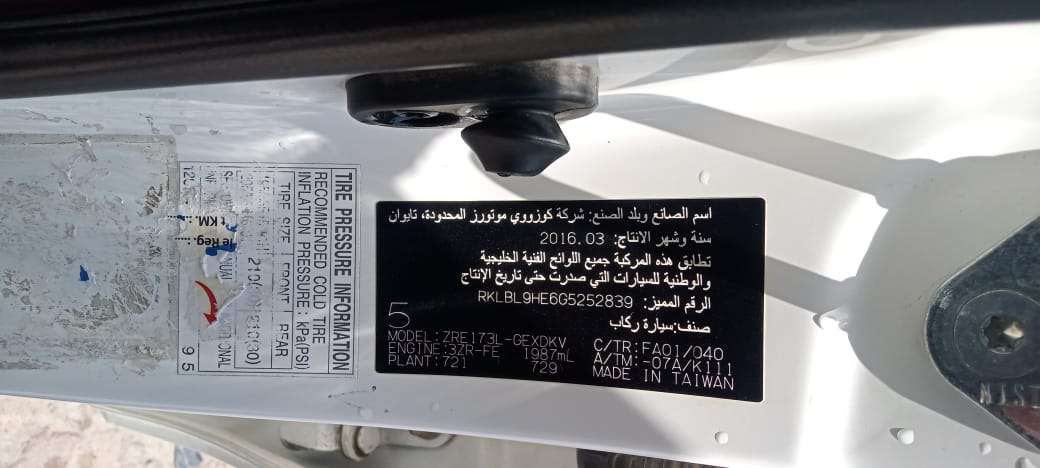 اسم الصانع وبلد الصنع: شركة كوزووي موتورز المحدودة، تايوان
سنة وشهر الانتاج: 2016.03
تطابق هذه المركبة جميع اللوائح الفنية الخليجية
والوطنية للسيارات التي صدرت حتى تاريخ الإنتاج
الرقم المميز: RKLBL9HE6G5252839
صنف: سيارة ركاب
5
MODEL: ZRE173L-GEXDKV
C/TR: FA01/040
ENGINE: 3ZR-FE 1987mL
A/TM: -07A/K111
PLANT: 721 729
MADE IN TAIWAN
TIRE PRESSURE INFORMATION
RECOMMENDED COLD TIRE
INFLATION PRESSURE : kPa(PSI)
TIRE SIZE FRONT REAR
KM.
Reg.